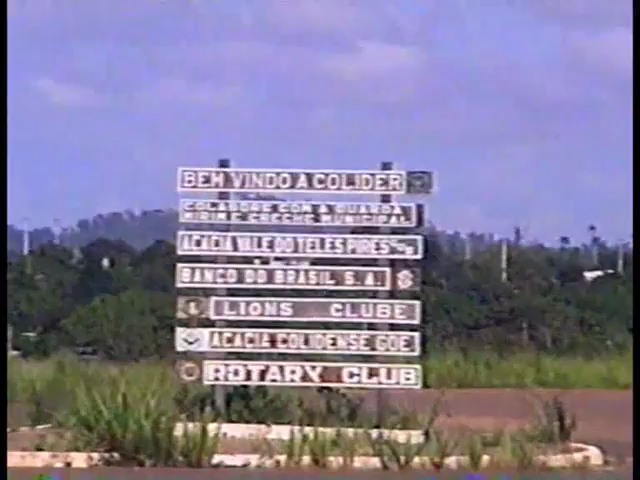 BEM VINDO A COLIDER
COLABORE COM A GUARDA
MIRIM E CRECHE MUNICIPAL
ACACIA VALE DO TELES PIRES
BANCO DO BRASIL S.A.
LIONS CLUBE
ACACIA COLIDENSE GOE
ROTARY CLUB